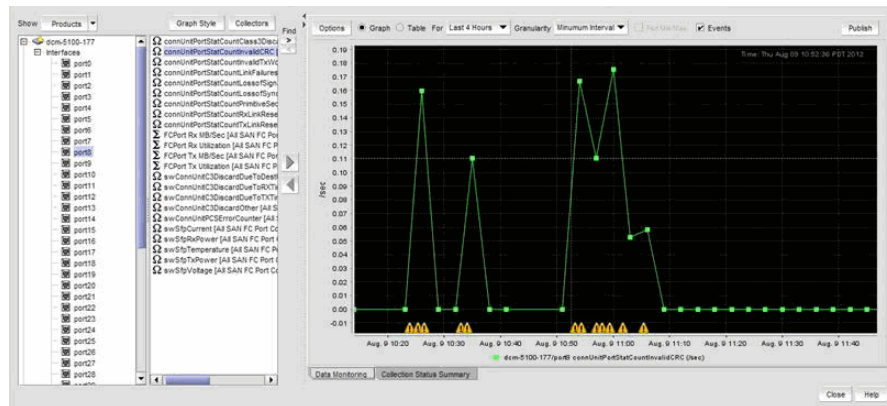 Show Products
Graph Style Collectors
Find
Options Graph Table For Last 4 Hours Granularity Minumum Interval Events Publish
dcm-5100-177
Interfaces
port0
port1
port2
port3
port4
port5
port6
port7
port8
port9
port10
port11
port12
port13
port14
port15
port16
port17
port18
port19
port20
port21
port22
port23
port24
port25
port26
port27
port28
connUnitPortStatCountClass3Disca
connUnitPortStatCountInvalidCRC [
connUnitPortStatCountInvalidTxWo
connUnitPortStatCountLinkFailures
connUnitPortStatCountLossofSign
connUnitPortStatCountLossofSync
connUnitPortStatCountPrimitiveSec
connUnitPortStatCountRxLinkRese
connUnitPortStatCountTxLinkRese
FCPort Rx MB/Sec [All SAN FC Por
FCPort Rx Utilization [All SAN FC P
FCPort Tx MB/Sec [All SAN FC Por
FCPort Tx Utilization [All SAN FC P
swConnUnitC3DiscardDueToDesti
swConnUnitC3DiscardDueToRXTi
swConnUnitC3DiscardDueToTXTi
swConnUnitC3DiscardOther [All S
swConnUnitPCSErrorCounter [All
swSfpCurrent [All SAN FC Port Co
swSfpRxPower [All SAN FC Port
swSfpTemperature [All SAN FC P
swSfpTxPower [All SAN FC Port C
swSfpVoltage [All SAN FC Port Co
Time: Thu Aug 09 10:52:36 PDT 2012
0.19
0.18
0.17
0.16
0.15
0.14
0.13
0.12
0.11
0.10
0.09
0.08
0.07
0.06
0.05
0.04
0.03
0.02
0.01
0.00
-0.01
/sec
Aug. 9 10:20 Aug. 9 10:30 Aug. 9 10:40 Aug. 9 10:50 Aug. 9 11:00 Aug. 9 11:10 Aug. 9 11:20 Aug. 9 11:30 Aug. 9 11:40
dcm-5100-177/port8 connUnitPortStatCountInvalidCRC (/sec)
Data Monitoring Collection Status Summary
Close Help